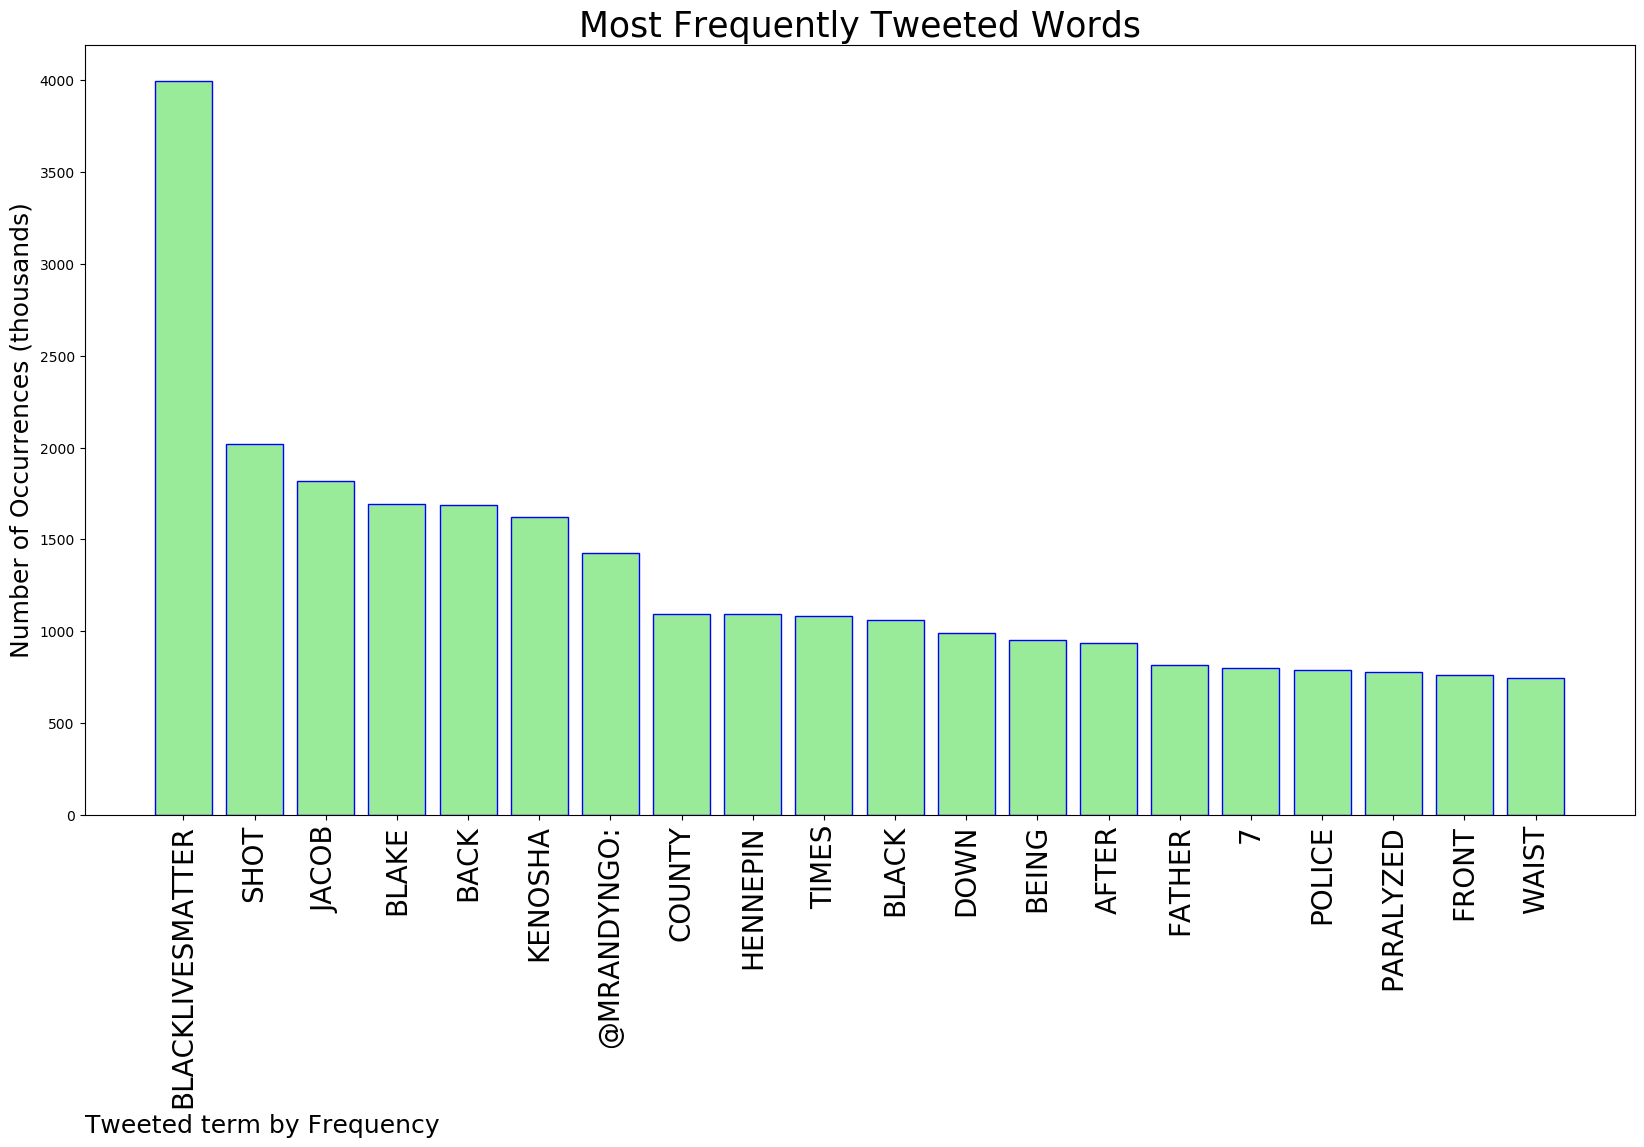 Most Frequently Tweeted Words
Number of Occurrences (thousands)
4000
3500
3000
2500
2000
1500
1000
500
0
BLACKLIVESMATTER
SHOT
JACOB
BLAKE
BACK
KENOSHA
@MRANDYNGO:
COUNTY
HENNEPIN
TIMES
BLACK
DOWN
BEING
AFTER
FATHER
7
POLICE
PARALYZED
FRONT
WAIST
Tweeted term by Frequency